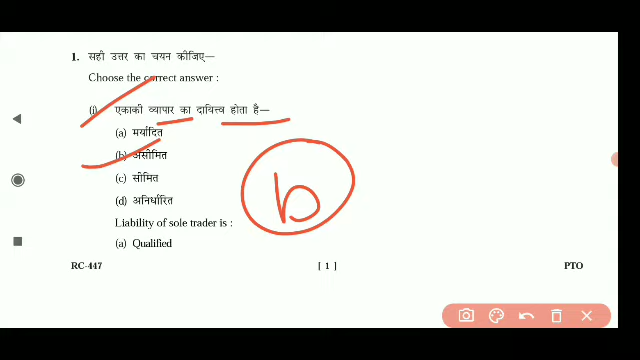 1. सही उत्तर का चयन कीजिए—
Choose the correct answer :
(i) एकाकी व्यापार का दायित्त्व होता है—
(a) मर्यादित
(b) असीमित
(c) सीमित
(d) अनिर्धारित
b
Liability of sole trader is :
(a) Qualified
RC-447 [ 1 ] PTO